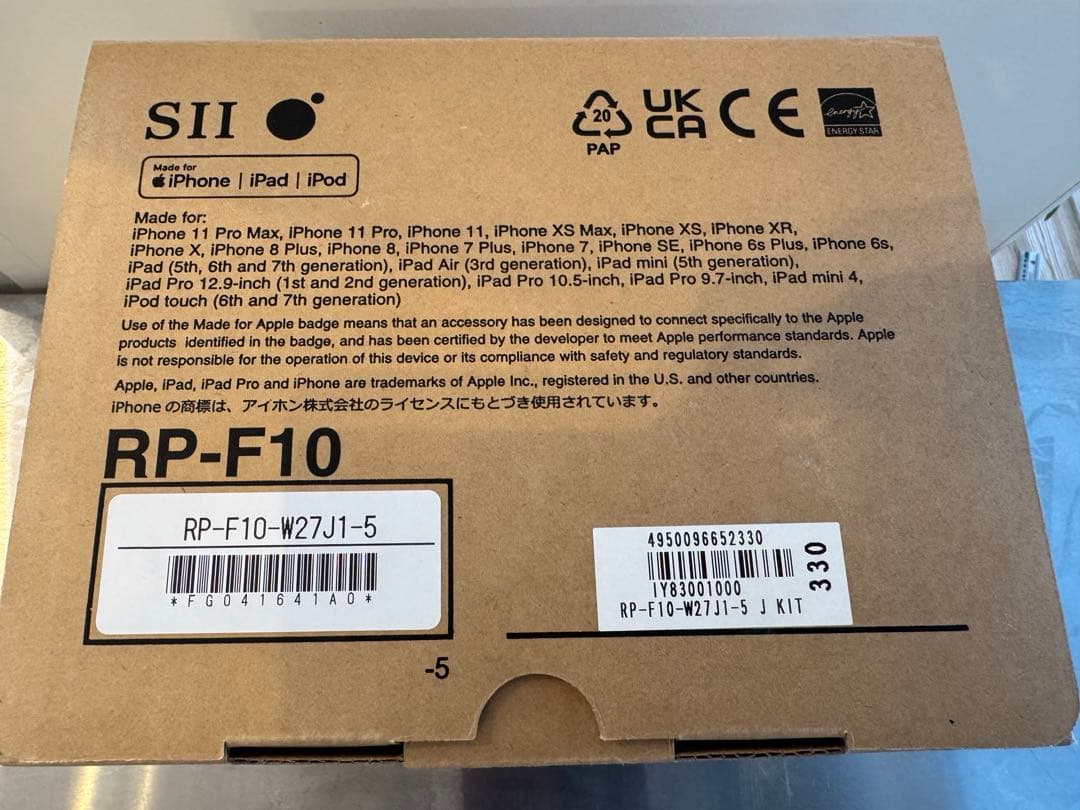 SII
20
PAP
UK
CA
CE
energy
ENERGY STAR
Made for
iPhone | iPad | iPod
Made for:
iPhone 11 Pro Max, iPhone 11 Pro, iPhone 11, iPhone XS Max, iPhone XS, iPhone XR,
iPhone X, iPhone 8 Plus, iPhone 8, iPhone 7 Plus, iPhone 7, iPhone SE, iPhone 6s Plus, iPhone 6s,
iPad (5th, 6th and 7th generation), iPad Air (3rd generation), iPad mini (5th generation),
iPad Pro 12.9-inch (1st and 2nd generation), iPad Pro 10.5-inch, iPad Pro 9.7-inch, iPad mini 4,
iPod touch (6th and 7th generation)
Use of the Made for Apple badge means that an accessory has been designed to connect specifically to the Apple
products identified in the badge, and has been certified by the developer to meet Apple performance standards. Apple
is not responsible for the operation of this device or its compliance with safety and regulatory standards.
Apple, iPad, iPad Pro and iPhone are trademarks of Apple Inc., registered in the U.S. and other countries.
iPhone の商標は、アイホン株式会社のライセンスにもとづき使用されています。
RP-F10
RP-F10-W27J1-5
*FG041641A0*
4950096652330
IY83001000
RP-F10-W27J1-5 J KIT
330
-5